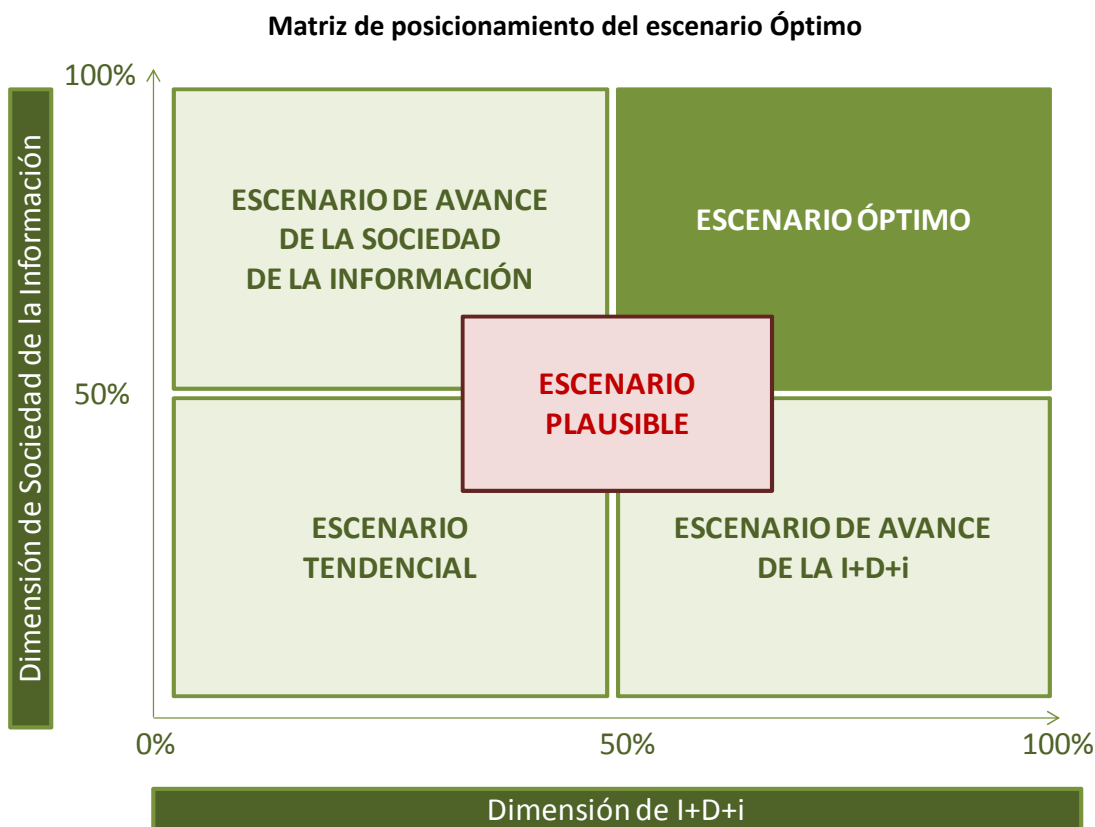 Matriz de posicionamiento del escenario Óptimo
100%
Dimensión de Sociedad de la Información
ESCENARIO DE AVANCE
DE LA SOCIEDAD
DE LA INFORMACIÓN
ESCENARIO ÓPTIMO
50%
ESCENARIO
PLAUSIBLE
ESCENARIO
TENDENCIAL
ESCENARIO DE AVANCE
DE LA I+D+i
0%
50%
100%
Dimensión de I+D+i